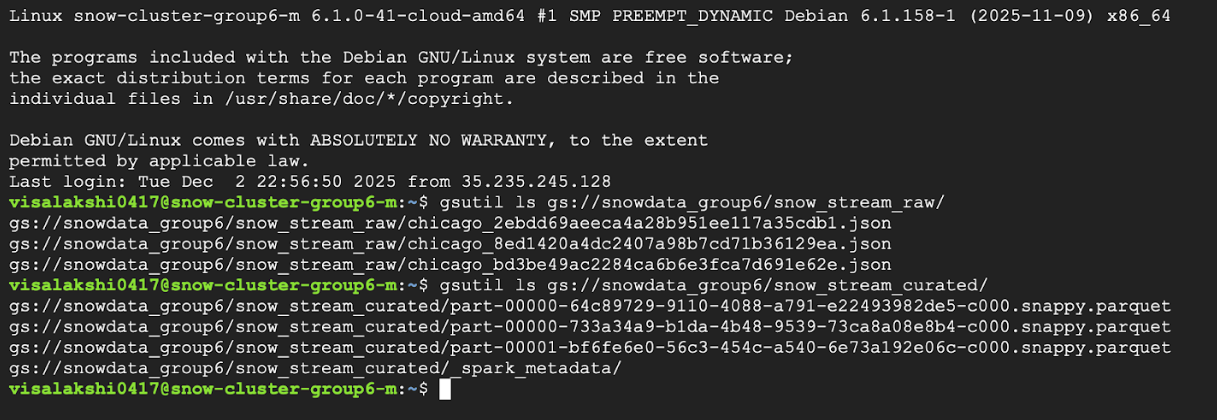 Linux snow-cluster-group6-m 6.1.0-41-cloud-amd64 #1 SMP PREEMPT_DYNAMIC Debian 6.1.158-1 (2025-11-09) x86_64
The programs included with the Debian GNU/Linux system are free software;
the exact distribution terms for each program are described in the
individual files in /usr/share/doc/*/copyright.
Debian GNU/Linux comes with ABSOLUTELY NO WARRANTY, to the extent
permitted by applicable law.
Last login: Tue Dec  2 22:56:50 2025 from 35.235.245.128
visalakshi0417@snow-cluster-group6-m:~$ gsutil ls gs://snowdata_group6/snow_stream_raw/
gs://snowdata_group6/snow_stream_raw/chicago_2ebdd69aeeca4a28b951ee117a35cdb1.json
gs://snowdata_group6/snow_stream_raw/chicago_8ed1420a4dc2407a98b7cd71b36129ea.json
gs://snowdata_group6/snow_stream_raw/chicago_bd3be49ac2284ca6b6e3fca7d691e62e.json
visalakshi0417@snow-cluster-group6-m:~$ gsutil ls gs://snowdata_group6/snow_stream_curated/
gs://snowdata_group6/snow_stream_curated/part-00000-64c89729-9110-4088-a791-e22493982de5-c000.snappy.parquet
gs://snowdata_group6/snow_stream_curated/part-00000-733a34a9-b1da-4b48-9539-73ca8a08e8b4-c000.snappy.parquet
gs://snowdata_group6/snow_stream_curated/part-00001-bf6fe6e0-56c3-454c-a540-6e73a192e06c-c000.snappy.parquet
gs://snowdata_group6/snow_stream_curated/_spark_metadata/
visalakshi0417@snow-cluster-group6-m:~$